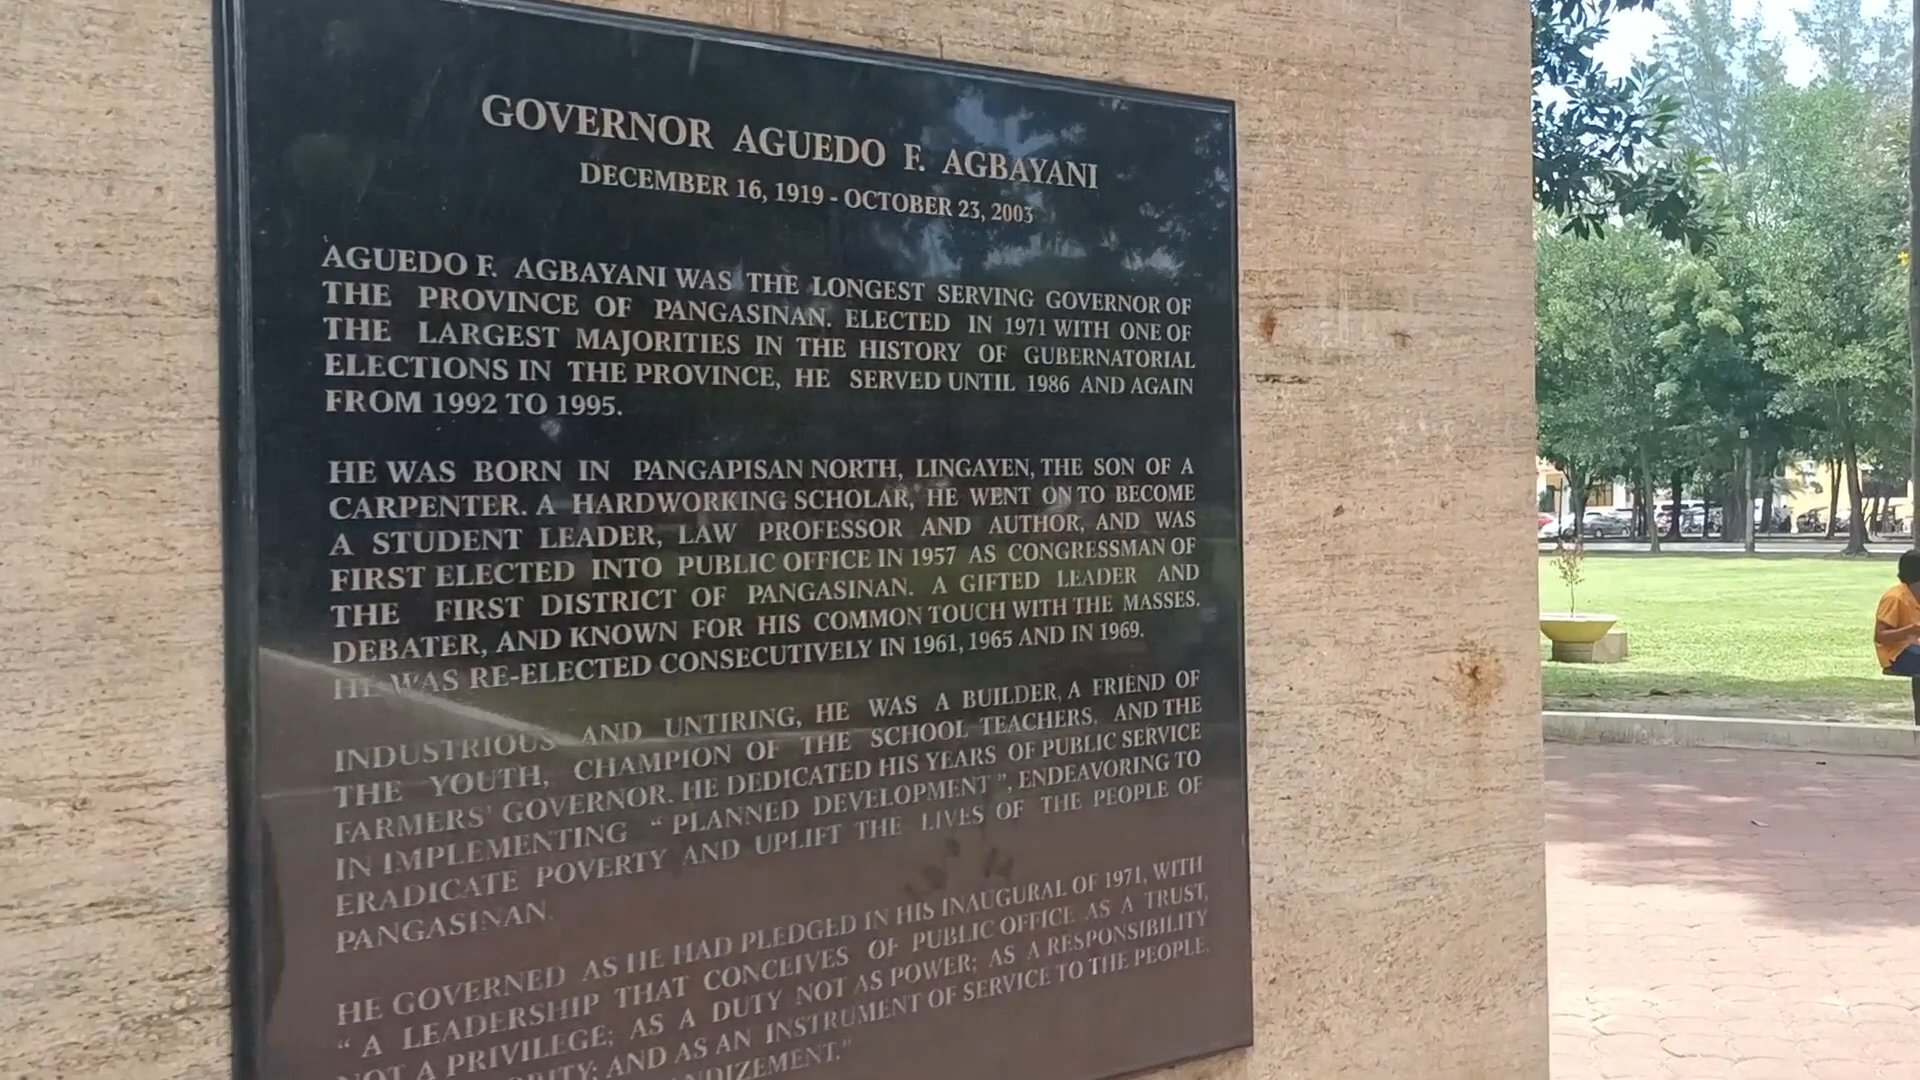 GOVERNOR AGUEDO F. AGBAYANI
DECEMBER 16, 1919 - OCTOBER 23, 2003
AGUEDO F. AGBAYANI WAS THE LONGEST SERVING GOVERNOR OF
THE PROVINCE OF PANGASINAN. ELECTED IN 1971 WITH ONE OF
THE LARGEST MAJORITIES IN THE HISTORY OF GUBERNATORIAL
ELECTIONS IN THE PROVINCE, HE SERVED UNTIL 1986 AND AGAIN
FROM 1992 TO 1995.
HE WAS BORN IN PANGAPISAN NORTH, LINGAYEN, THE SON OF A
CARPENTER. A HARDWORKING SCHOLAR, HE WENT ON TO BECOME
A STUDENT LEADER, LAW PROFESSOR AND AUTHOR, AND WAS
FIRST ELECTED INTO PUBLIC OFFICE IN 1957 AS CONGRESSMAN OF
THE FIRST DISTRICT OF PANGASINAN. A GIFTED LEADER AND
DEBATER, AND KNOWN FOR HIS COMMON TOUCH WITH THE MASSES.
HE WAS RE-ELECTED CONSECUTIVELY IN 1961, 1965 AND IN 1969.
INDUSTRIOUS AND UNTIRING, HE WAS A BUILDER, A FRIEND OF
THE YOUTH, CHAMPION OF THE SCHOOL TEACHERS, AND THE
FARMERS' GOVERNOR. HE DEDICATED HIS YEARS OF PUBLIC SERVICE
IN IMPLEMENTING "PLANNED DEVELOPMENT", ENDEAVORING TO
ERADICATE POVERTY AND UPLIFT THE LIVES OF THE PEOPLE OF
PANGASINAN.
HE GOVERNED AS HE HAD PLEDGED IN HIS INAUGURAL OF 1971, WITH
"A LEADERSHIP THAT CONCEIVES OF PUBLIC OFFICE AS A TRUST,
NOT A PRIVILEGE; AS A DUTY NOT AS POWER; AS A RESPONSIBILITY
AND AS AN INSTRUMENT OF SERVICE TO THE PEOPLE,